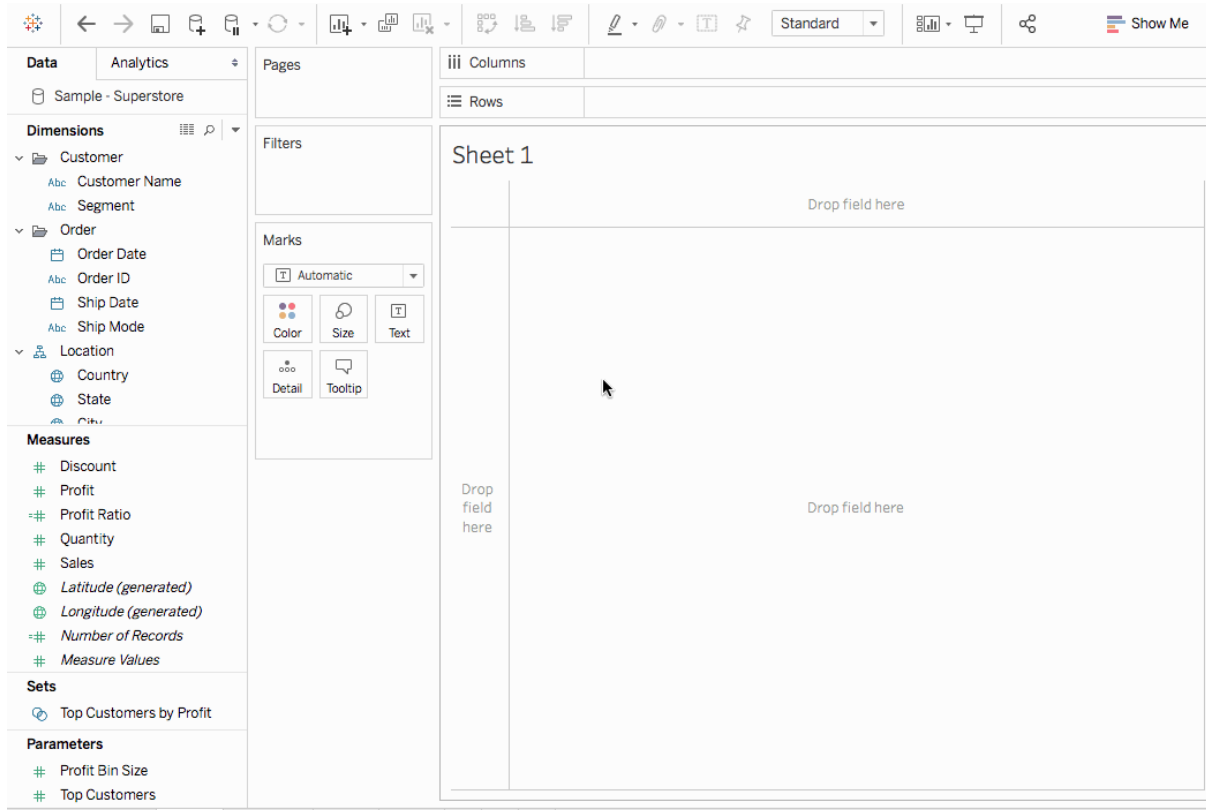 Standard
Show Me
Data
Analytics
Sample - Superstore
Dimensions
Customer
Abc Customer Name
Abc Segment
Order
Order Date
Abc Order ID
Ship Date
Abc Ship Mode
Location
Country
State
City
Measures
# Discount
# Profit
=# Profit Ratio
# Quantity
# Sales
Latitude (generated)
Longitude (generated)
=# Number of Records
# Measure Values
Sets
Top Customers by Profit
Parameters
# Profit Bin Size
# Top Customers
Pages
Filters
Marks
T Automatic
Color
Size
T
Text
Detail
Tooltip
Columns
Rows
Sheet 1
Drop field here
Drop
field
here
Drop field here